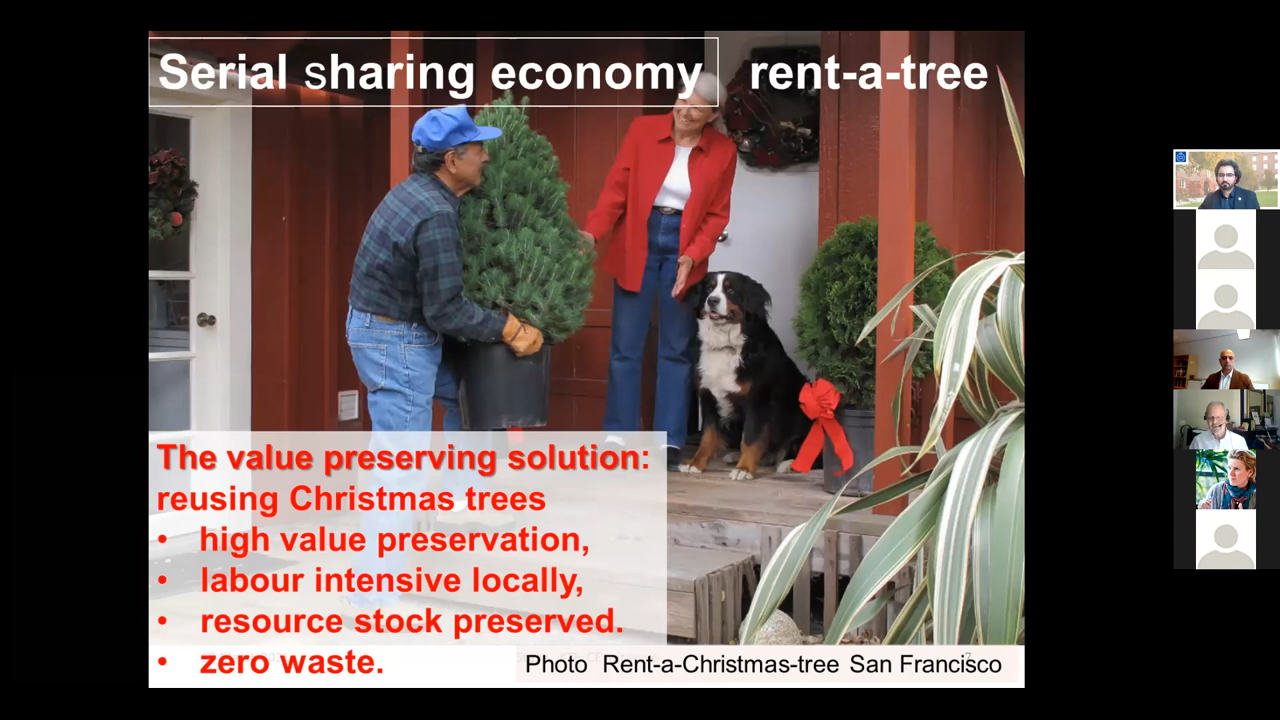 Serial sharing economy rent-a-tree
The value preserving solution:
reusing Christmas trees
• high value preservation,
• labour intensive locally,
• resource stock preserved.
• zero waste.
Photo Rent-a-Christmas-tree San Francisco
7